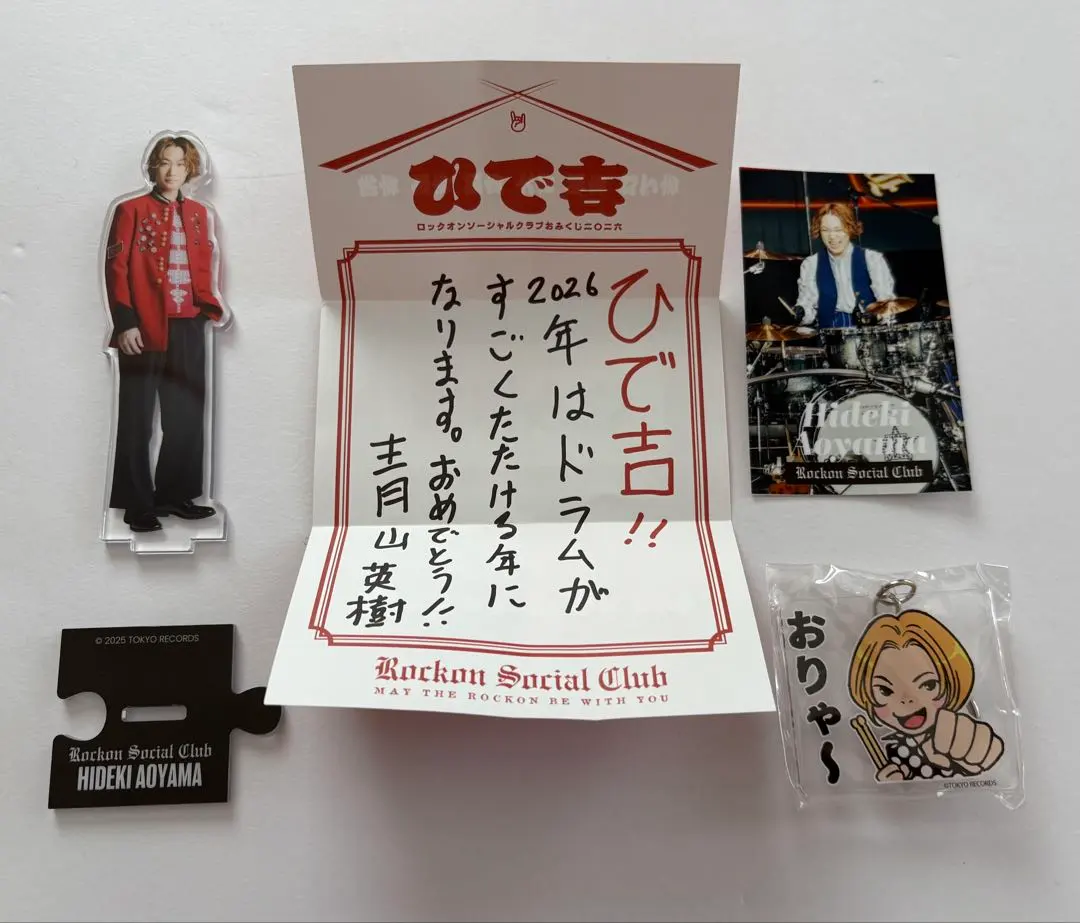 ひで吉
ロックオンソーシャルクラブおみくじ二〇二六
ひで吉!!
2026年はドラムが
すごくたたける年に
なります。おめでとう!!
青山英樹
Rockon Social Club
MAY THE ROCKON BE WITH YOU
Hideki
Aoyama
Rockon Social Club
© 2025 TOKYO RECORDS
Rockon Social Club
HIDEKI AOYAMA
おりゃ~
©TOKYO RECORDS